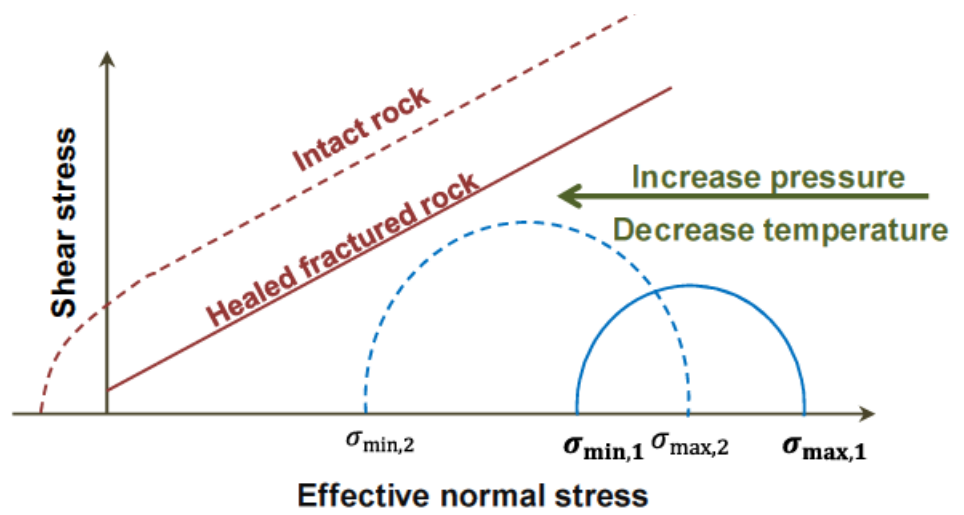 Intact rock
Healed fractured rock
Increase pressure
Decrease temperature
Shear stress
σmin,2
σmin,1
σmax,2
σmax,1
Effective normal stress